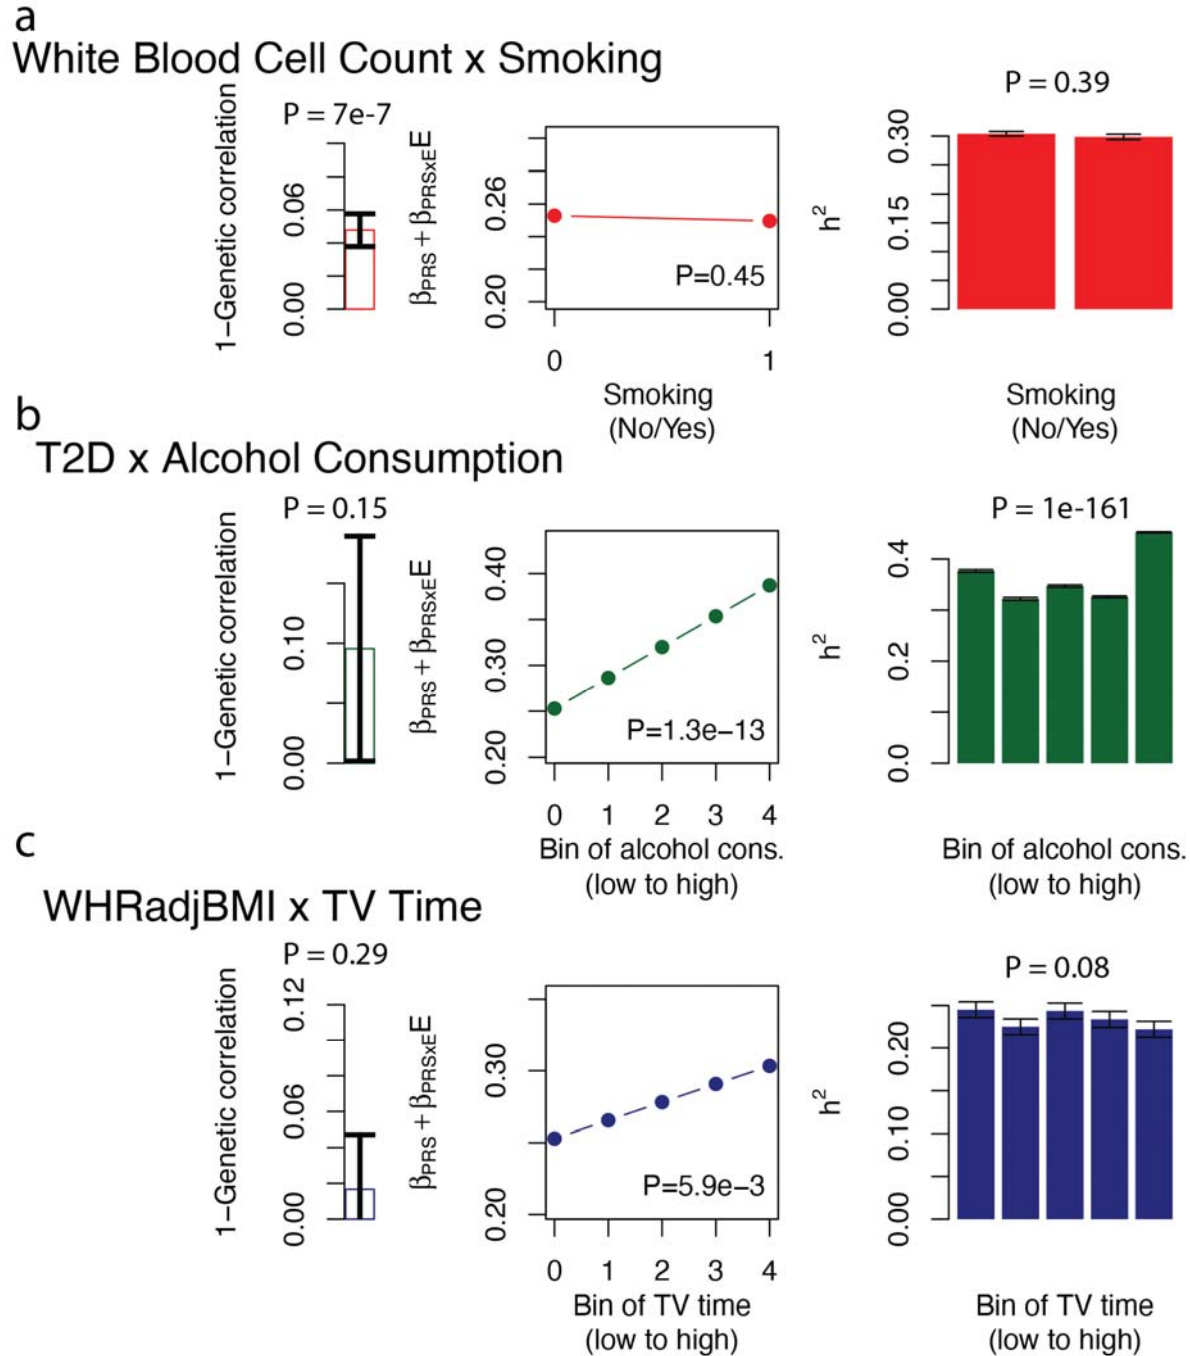 a
White Blood Cell Count x Smoking
1−Genetic correlation
0.00
0.06
P = 7e-7
βPRS + βPRSxEE
0.20
0.26
P=0.45
0
1
Smoking
(No/Yes)
P = 0.39
h2
0.00
0.15
0.30
Smoking
(No/Yes)
b
T2D x Alcohol Consumption
1−Genetic correlation
0.00
0.10
P = 0.15
βPRS + βPRSxEE
0.20
0.30
0.40
P=1.3e−13
0 1 2 3 4
Bin of alcohol cons.
(low to high)
P = 1e-161
h2
0.0
0.2
0.4
Bin of alcohol cons.
(low to high)
c
WHRadjBMI x TV Time
1−Genetic correlation
0.00
0.06
0.12
P = 0.29
βPRS + βPRSxEE
0.20
0.30
P=5.9e−3
0 1 2 3 4
Bin of TV time
(low to high)
P = 0.08
h2
0.00
0.10
0.20
Bin of TV time
(low to high)